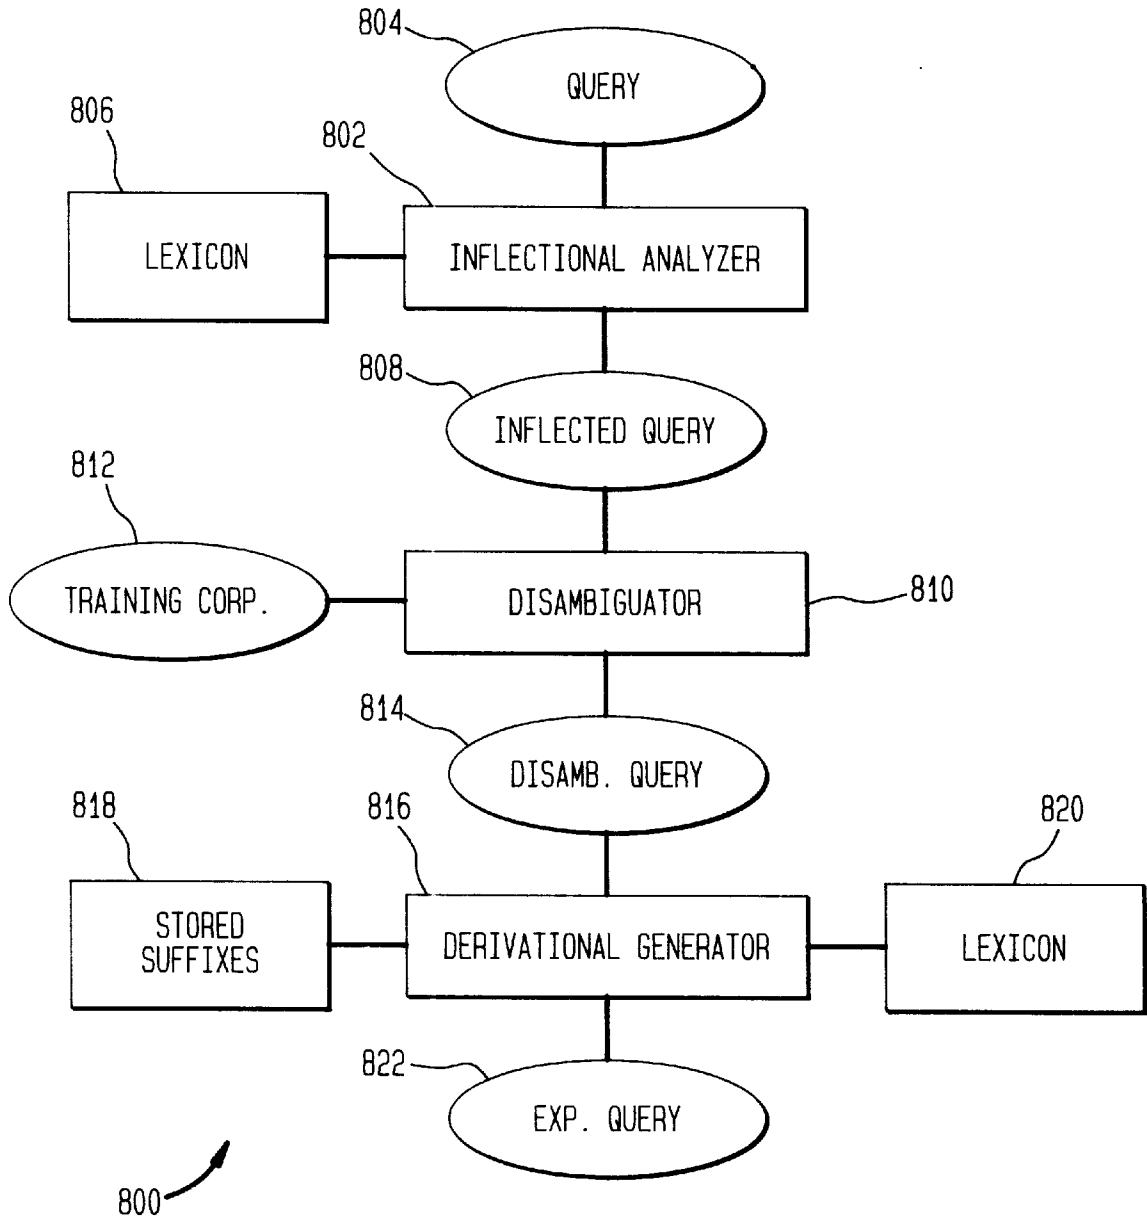 804
QUERY
806
802
LEXICON
INFLECTIONAL ANALYZER
808
INFLECTED QUERY
812
TRAINING CORP.
DISAMBIGUATOR
810
814
DISAMB. QUERY
818
816
820
STORED
SUFFIXES
DERIVATIONAL GENERATOR
LEXICON
822
EXP. QUERY
800